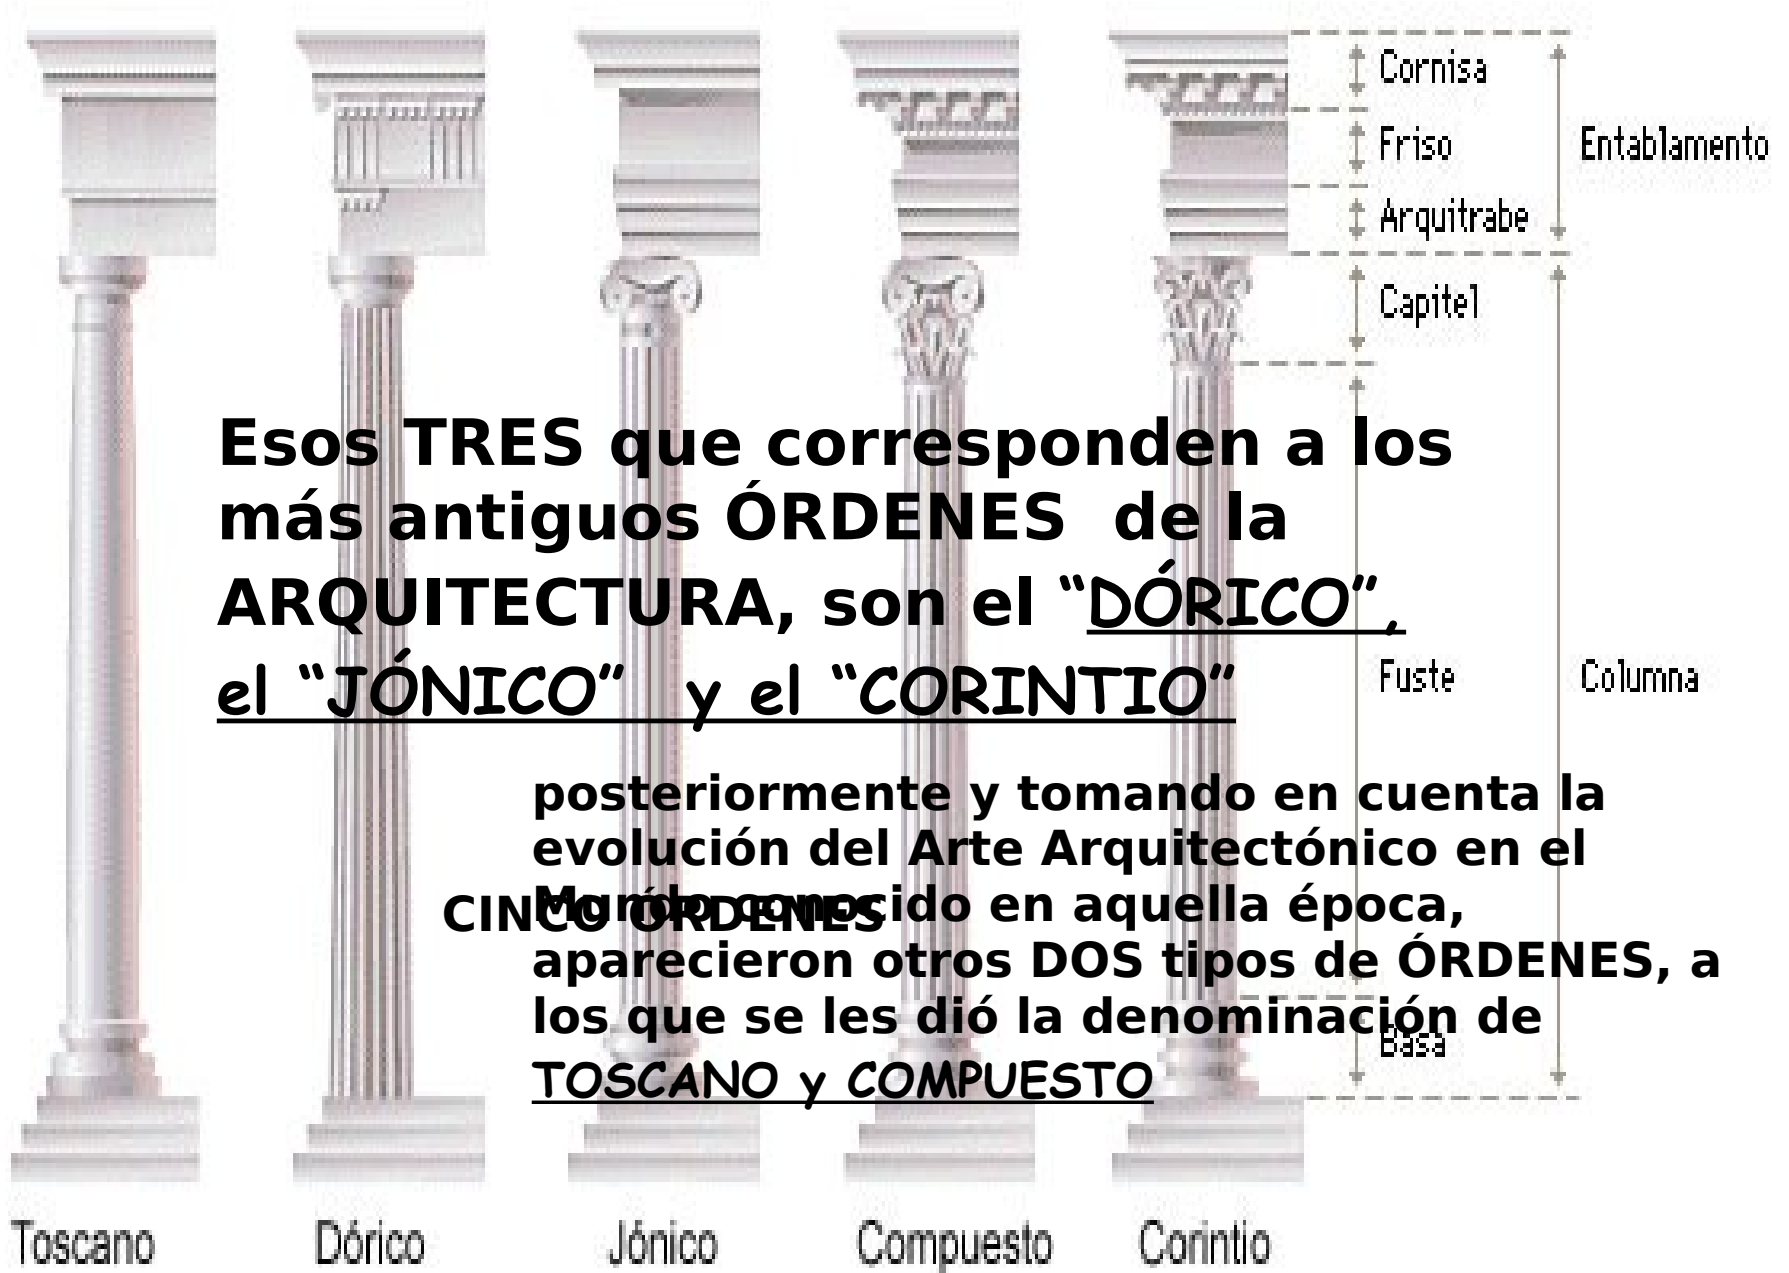 Cornisa
Friso
Entablamento
Arquitrabe
Capitel
Esos TRES que corresponden a los
más antiguos ÓRDENES de la
ARQUITECTURA, son el “DÓRICO”,
el “JÓNICO” y el “CORINTIO”
Fuste
Columna
posteriormente y tomando en cuenta la
evolución del Arte Arquitectónico en el
Mundo conocido en aquella época,
aparecieron otros DOS tipos de ÓRDENES, a
los que se les dió la denominación de
TOSCANO y COMPUESTO
CINCO ÓRDENES
Basa
Toscano
Dórico
Jónico
Compuesto
Corintio